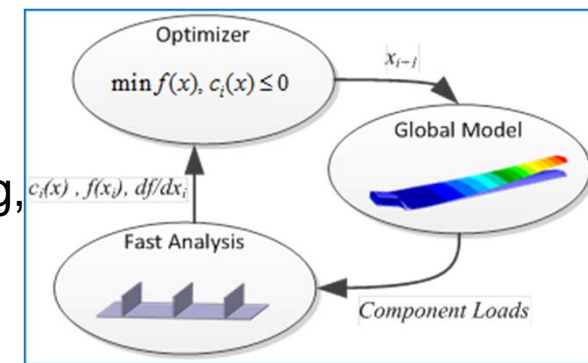 Optimizer
min f(x), cᵢ(x) ≤ 0
xᵢ₊₁
Global Model
g,
cᵢ(x) , f(xᵢ), df/dxᵢ
Fast Analysis
Component Loads